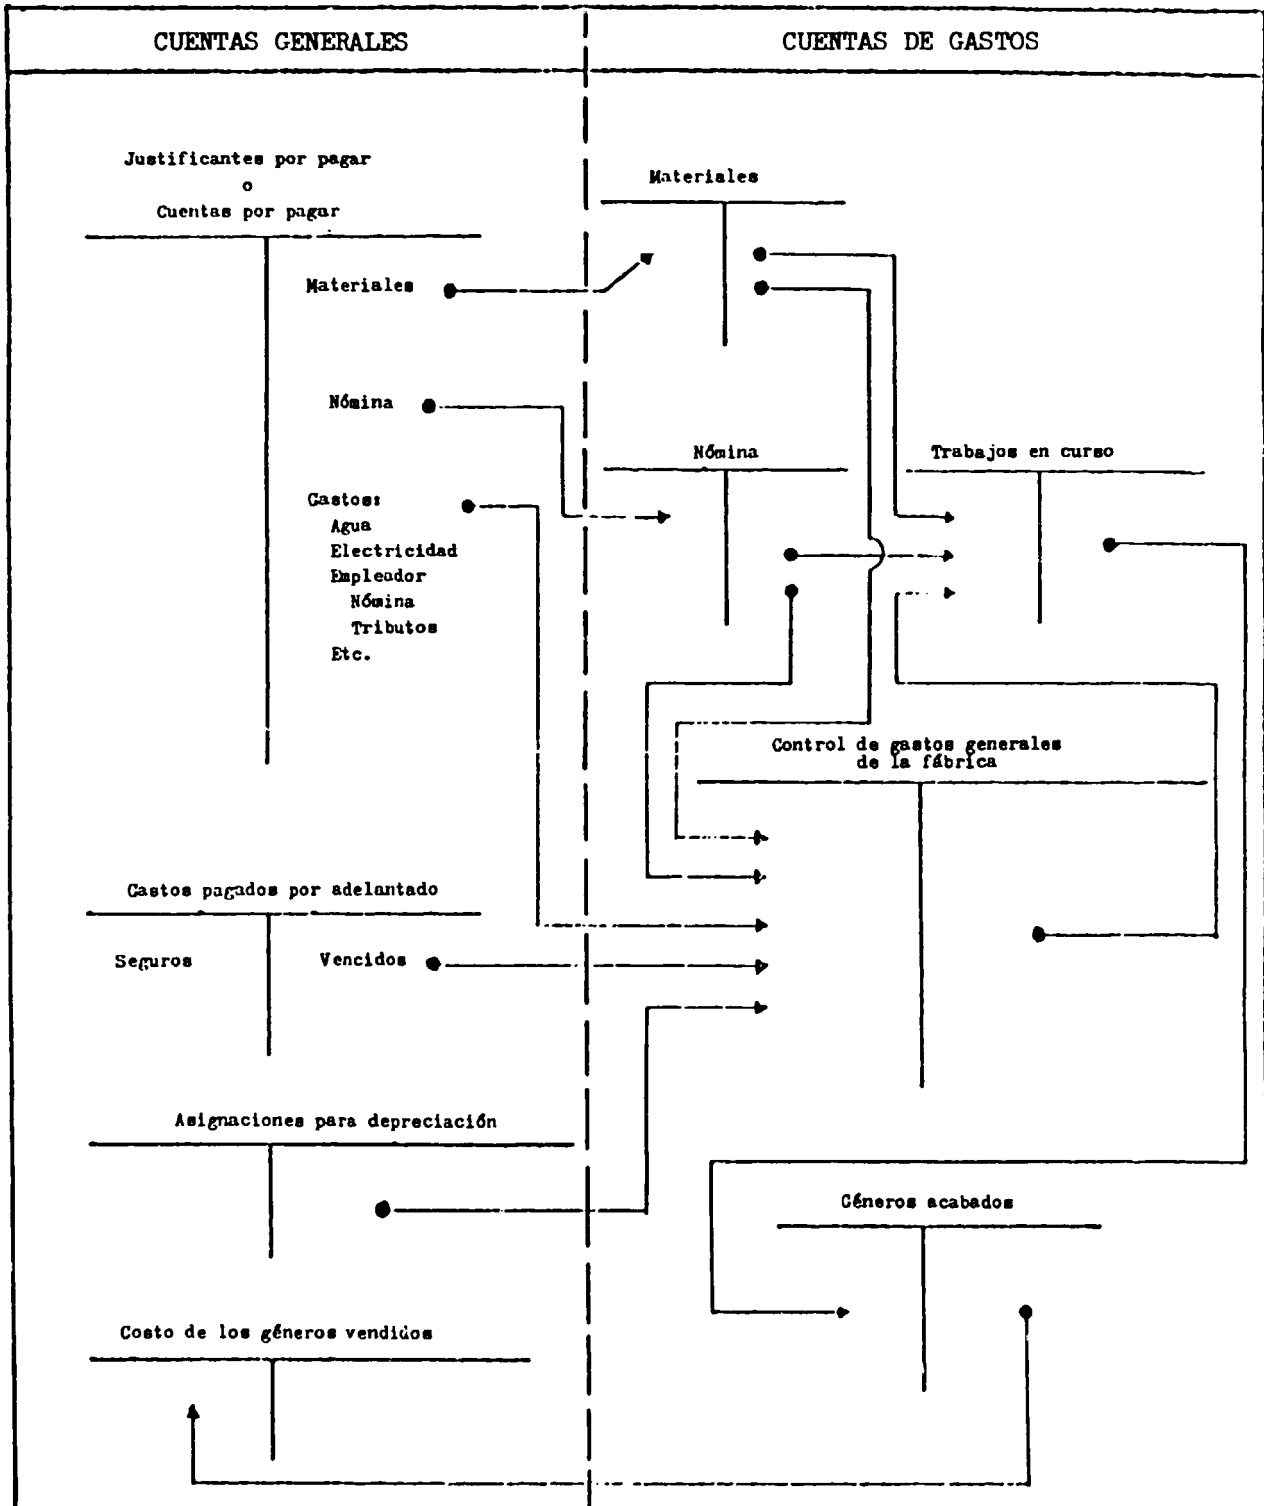 CUENTAS GENERALES
CUENTAS DE GASTOS
Justificantes por pagar
o
Cuentas por pagar
Materiales
Nómina
Gastos:
Agua
Electricidad
Empleador
Nómina
Tributos
Etc.
Gastos pagados por adelantado
Seguros
Vencidos
Asignaciones para depreciación
Costo de los géneros vendidos
Materiales
Nómina
Trabajos en curso
Control de gastos generales
de la fábrica
Géneros acabados